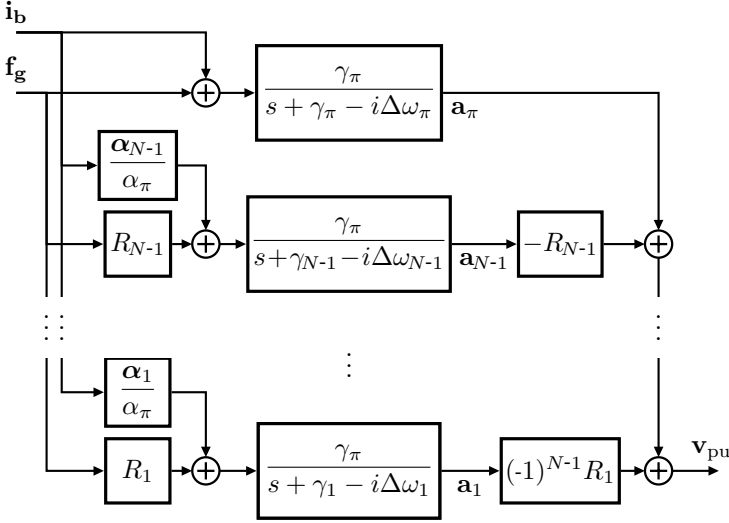 i_b
γ_π
f_g
+
s + γ_π − iΔω_π
a_π
α_{N-1}
α_π
γ_π
R_{N-1}
+
s+γ_{N-1}−iΔω_{N-1}
a_{N-1}
−R_{N-1}
+
⋮ ⋮ ⋮
⋮
α_1
α_π
γ_π
v_pu
R_1
+
s + γ_1 − iΔω_1
a_1
(-1)^{N-1} R_1
+